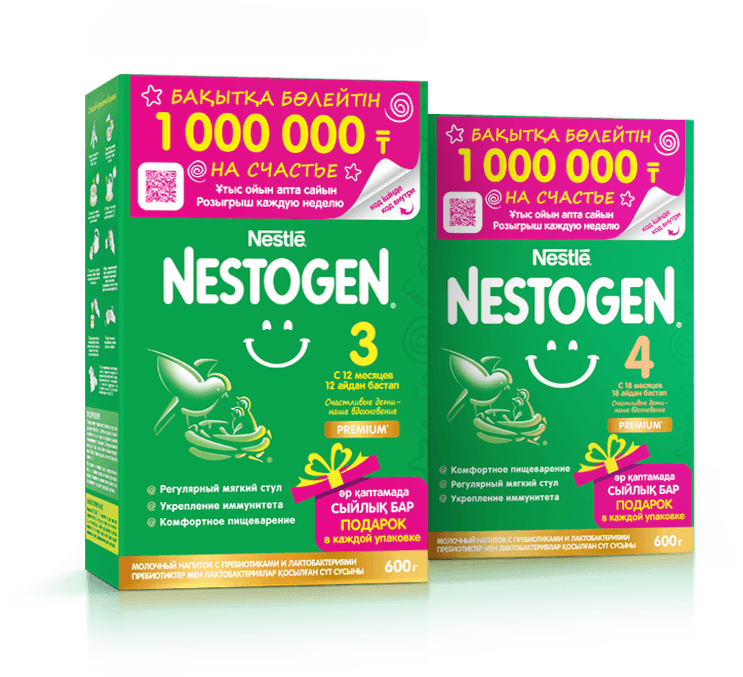 БАҚЫТҚА БӨЛЕЙТІН
1 000 000 ₸
НА СЧАСТЬЕ
Ұтыс ойын апта сайын
Розыгрыш каждую неделю
код ішінде
код внутри
Nestlé
NESTOGEN®
3
С 12 месяцев
12 айдан бастап
Счастливые дети –
наше вдохновение
PREMIUM*
Регулярный мягкий стул
Укрепление иммунитета
Комфортное пищеварение
әр қаптамада
СЫЙЛЫҚ БАР
ПОДАРОК
в каждой упаковке
МОЛОЧНЫЙ НАПИТОК С ПРЕБИОТИКАМИ И ЛАКТОБАКТЕРИЯМИ
ПРЕБИОТИКТЕР МЕН ЛАКТОБАКТЕРИЯЛАР ҚОСЫЛҒАН СҮТ СУСЫНЫ
600 г
БАҚЫТҚА БӨЛЕЙТІН
1 000 000 ₸
НА СЧАСТЬЕ
Ұтыс ойын апта сайын
Розыгрыш каждую неделю
код ішінде
код внутри
Nestlé
NESTOGEN®
4
С 18 месяцев
18 айдан бастап
Счастливые дети –
наше вдохновение
PREMIUM*
Комфортное пищеварение
Регулярный мягкий стул
Укрепление иммунитета
әр қаптамада
СЫЙЛЫҚ БАР
ПОДАРОК
в каждой упаковке
МОЛОЧНЫЙ НАПИТОК С ПРЕБИОТИКАМИ И ЛАКТОБАКТЕРИЯМИ
ПРЕБИОТИКТЕР МЕН ЛАКТОБАКТЕРИЯЛАР ҚОСЫЛҒАН СҮТ СУСЫНЫ
600 г